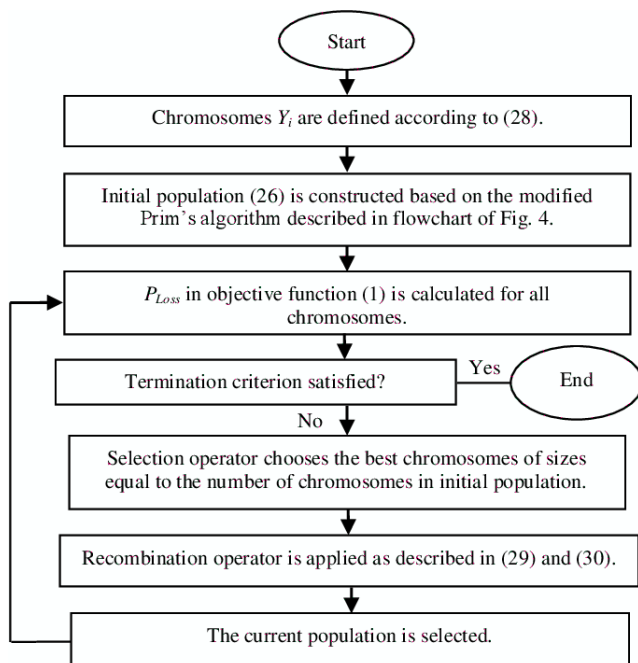 Start
Chromosomes Yi are defined according to (28).
Initial population (26) is constructed based on the modified
Prim's algorithm described in flowchart of Fig. 4.
PLoss in objective function (1) is calculated for all
chromosomes.
Termination criterion satisfied?
Yes
End
No
Selection operator chooses the best chromosomes of sizes
equal to the number of chromosomes in initial population.
Recombination operator is applied as described in (29) and (30).
The current population is selected.